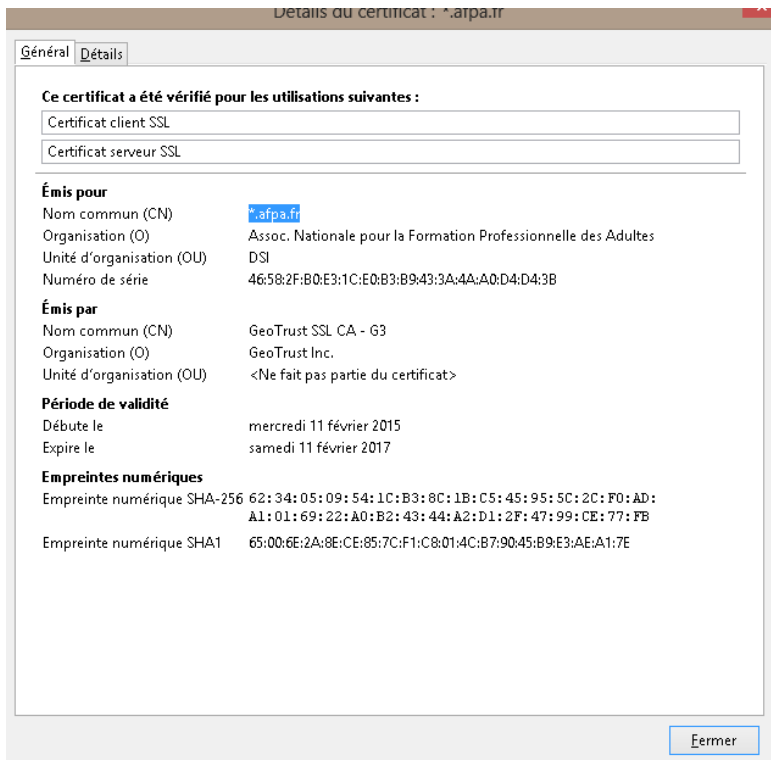 Détails du certificat : *.afpa.fr
Général Détails
Ce certificat a été vérifié pour les utilisations suivantes :
Certificat client SSL
Certificat serveur SSL
Émis pour
Nom commun (CN) *.afpa.fr
Organisation (O) Assoc. Nationale pour la Formation Professionnelle des Adultes
Unité d'organisation (OU) DSI
Numéro de série 46:58:2F:B0:E3:1C:E0:B3:B9:43:3A:4A:A0:D4:D4:3B
Émis par
Nom commun (CN) GeoTrust SSL CA - G3
Organisation (O) GeoTrust Inc.
Unité d'organisation (OU) <Ne fait pas partie du certificat>
Période de validité
Débute le mercredi 11 février 2015
Expire le samedi 11 février 2017
Empreintes numériques
Empreinte numérique SHA-256 62:34:05:09:54:1C:B3:8C:1B:C5:45:95:5C:2C:F0:AD:
A1:01:69:22:A0:B2:43:44:A2:D1:2F:47:99:CE:77:FB
Empreinte numérique SHA1 65:00:6E:2A:8E:CE:85:7C:F1:C8:01:4C:B7:90:45:B9:E3:AE:A1:7E
Fermer